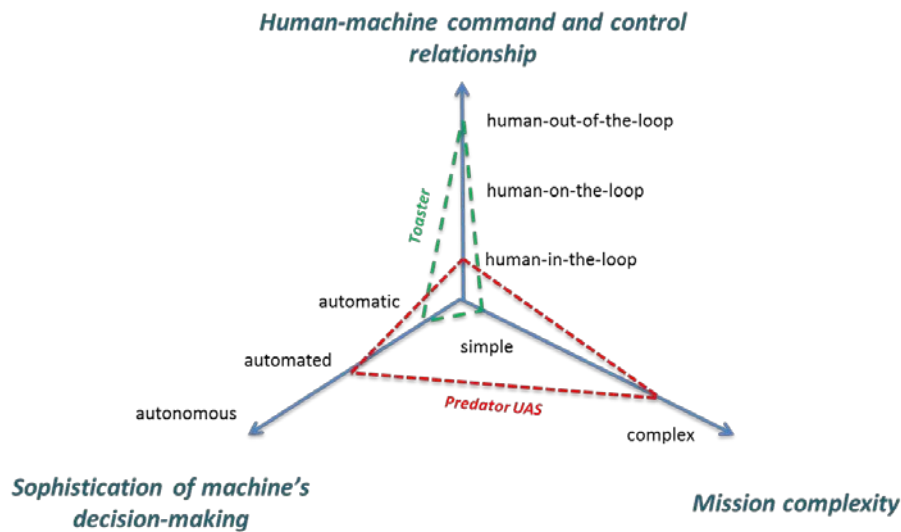 Human-machine command and control
relationship
human-out-of-the-loop
Toaster
human-on-the-loop
human-in-the-loop
automatic
simple
automated
Predator UAS
autonomous
complex
Sophistication of machine's
decision-making
Mission complexity